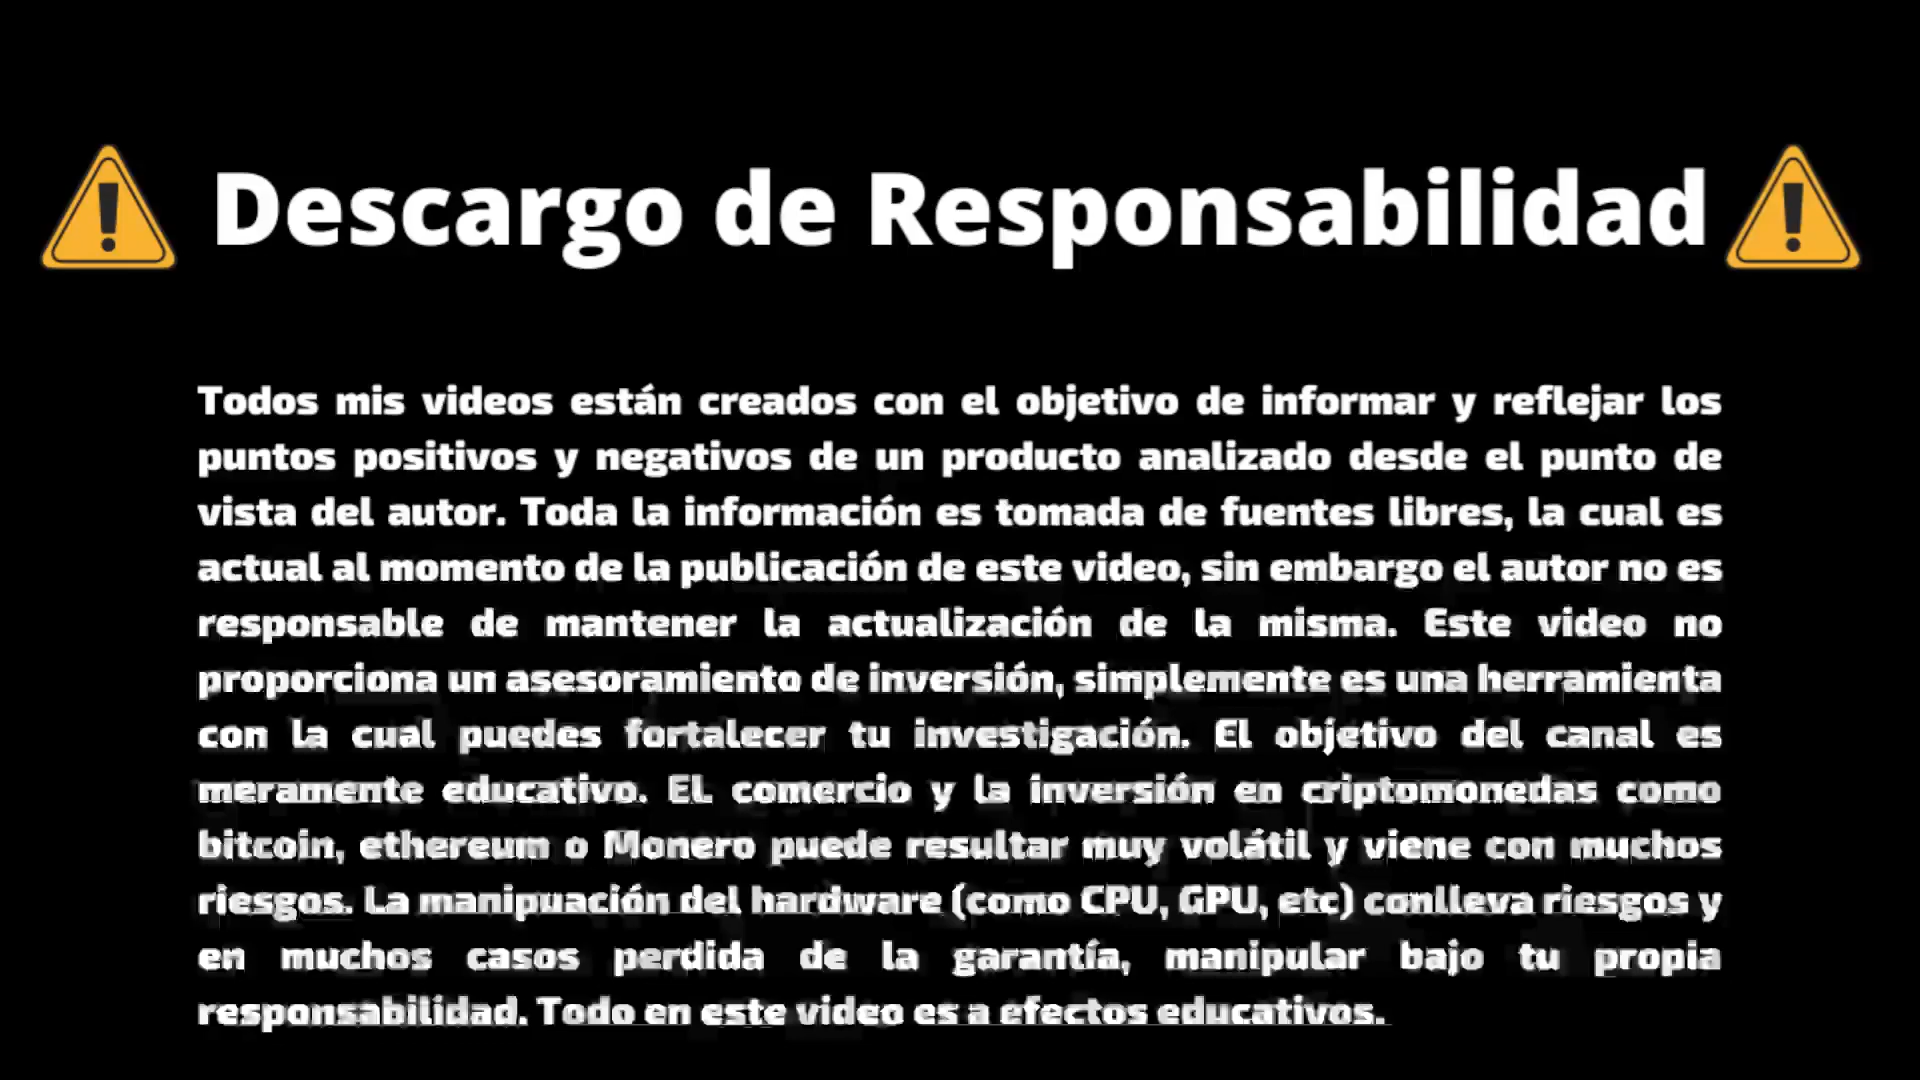 Descargo de Responsabilidad
Todos mis videos están creados con el objetivo de informar y reflejar los
puntos positivos y negativos de un producto analizado desde el punto de
vista del autor. Toda la información es tomada de fuentes libres, la cual es
actual al momento de la publicación de este video, sin embargo el autor no es
responsable de mantener la actualización de la misma. Este video no
proporciona un asesoramiento de inversión, simplemente es una herramienta
con la cual puedes fortalecer tu investigación. El objetivo del canal es
meramente educativo. El comercio y la inversión en criptomonedas como
bitcoin, ethereum o Monero puede resultar muy volátil y viene con muchos
riesgos. La manipuación del hardware (como CPU, GPU, etc) conlleva riesgos y
en muchos casos perdida de la garantía, manipular bajo tu propia
responsabilidad. Todo en este video es a efectos educativos.